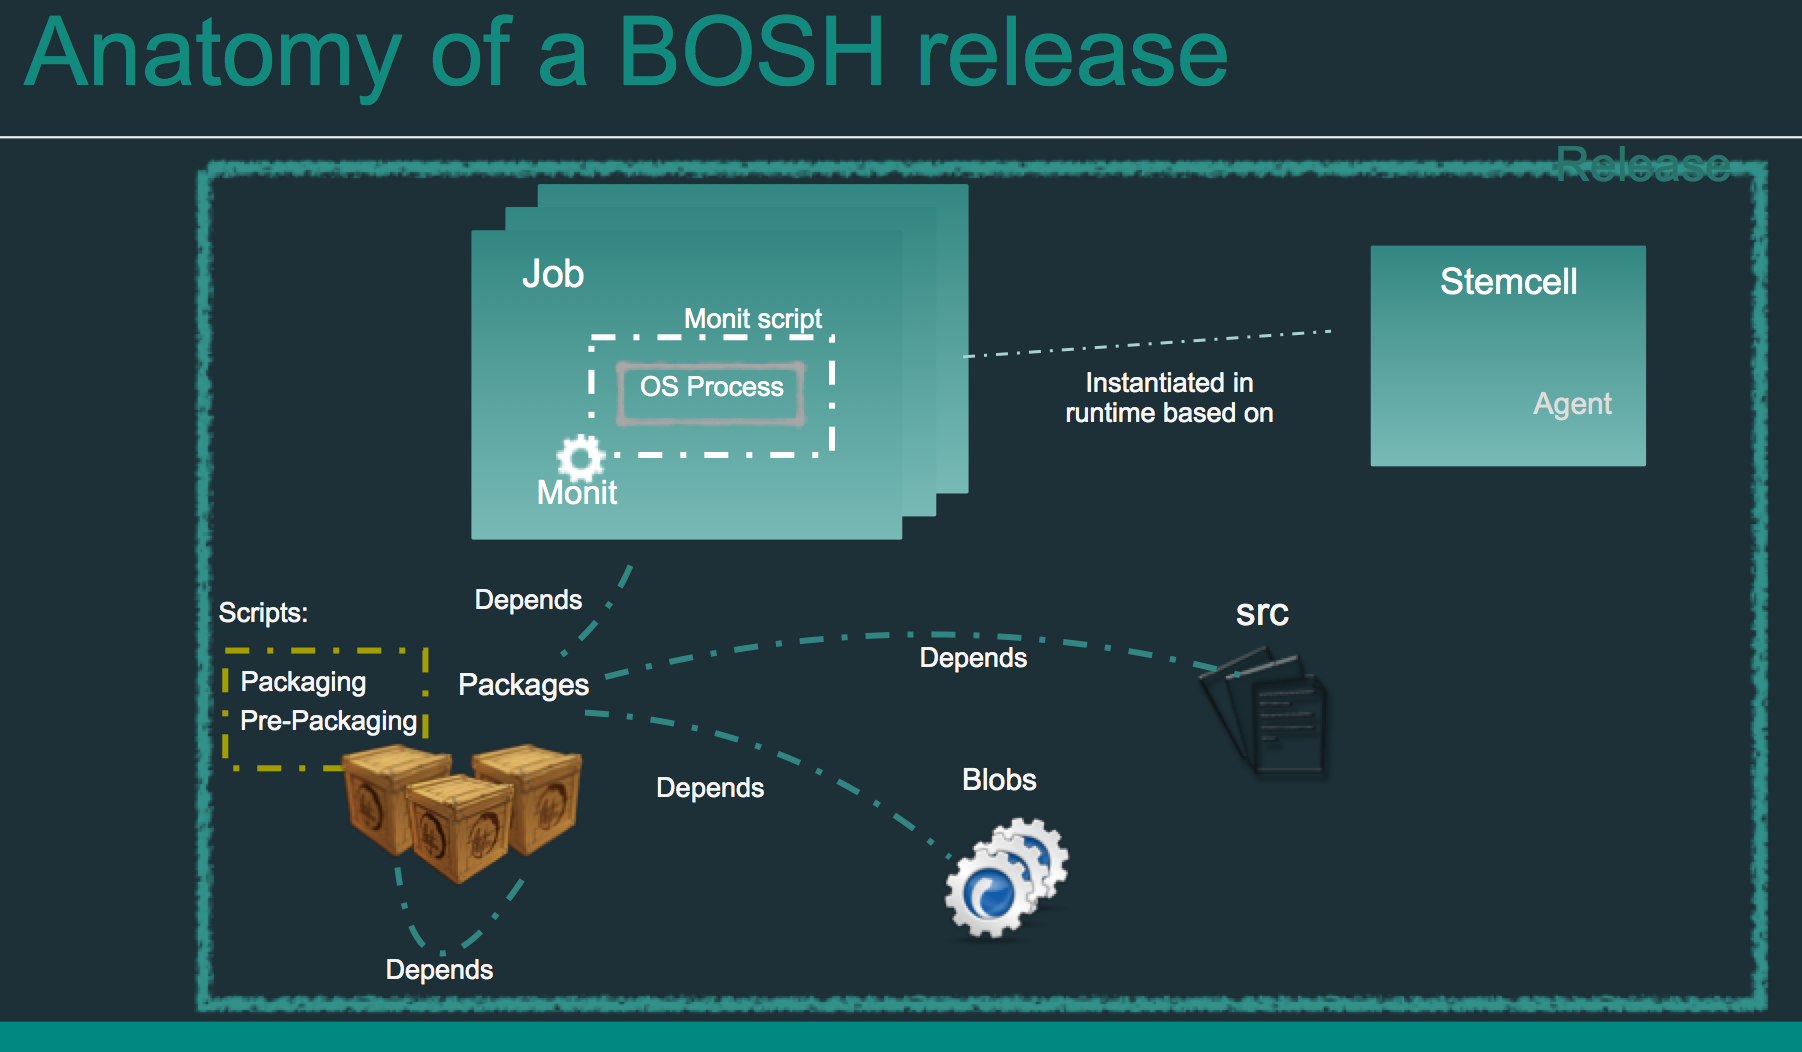 Anatomy of a BOSH release
Release
Job
Monit script
OS Process
Monit
Stemcell
Agent
Instantiated in
runtime based on
Depends
Scripts:
Packaging
Pre-Packaging
Packages
Depends
src
Depends
Blobs
Depends